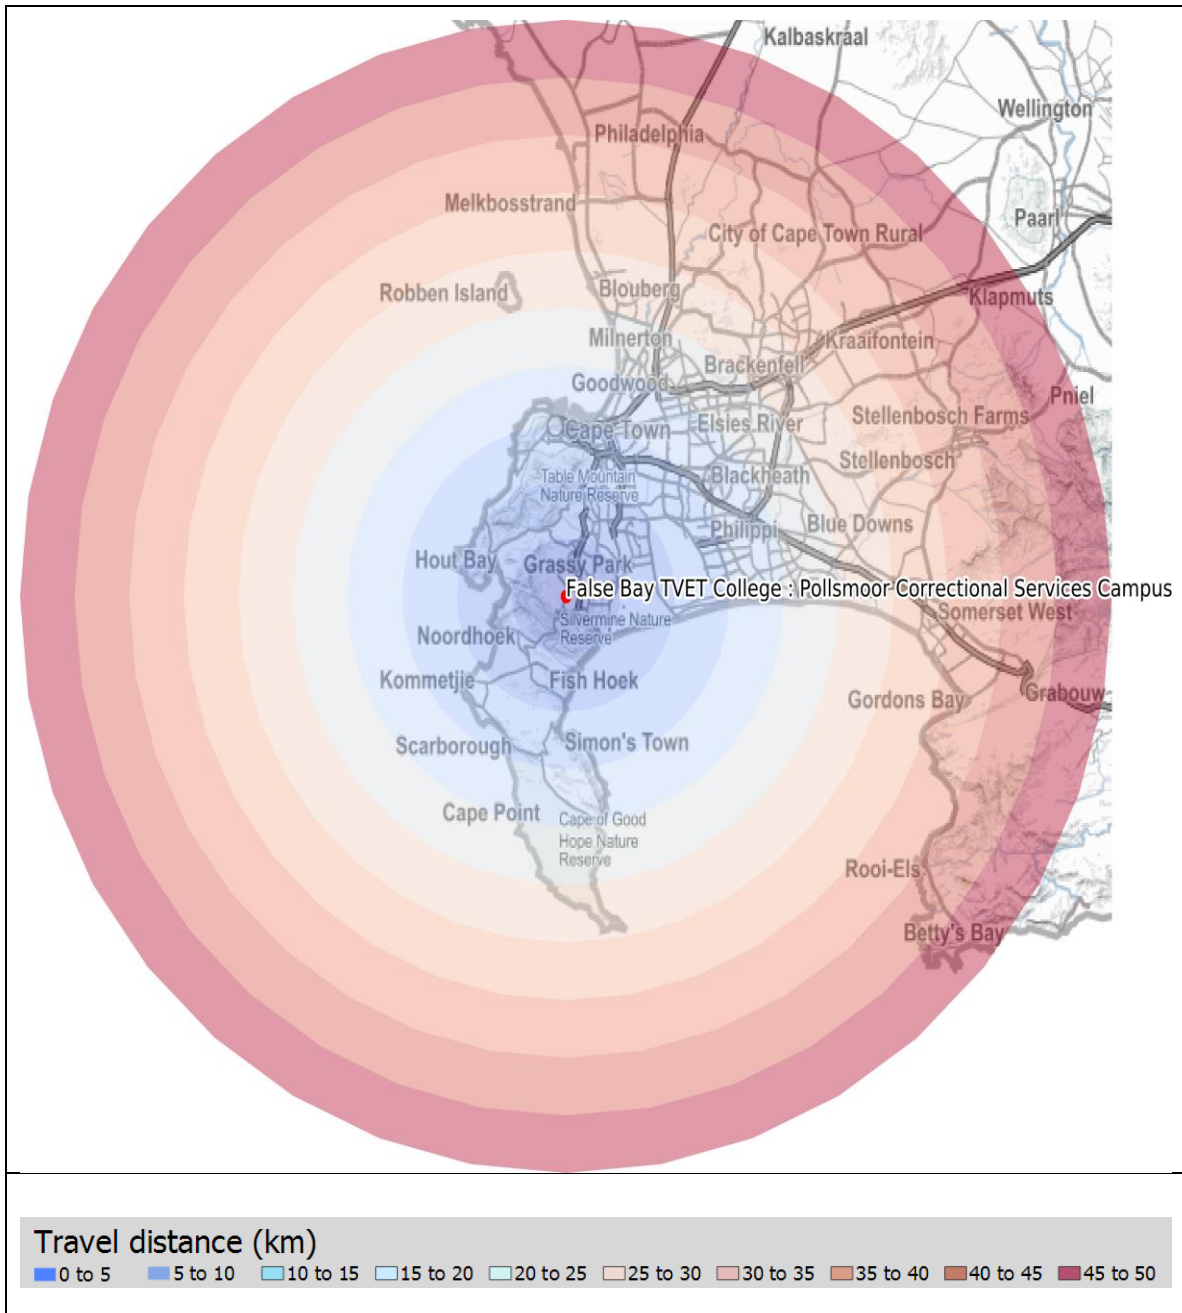 Kalbaskraal
Wellington
Philadelphia
Melkbosstrand
Paarl
City of Cape Town Rural
Robben Island
Blouberg
Klapmuts
Milnerton
Kraaifontein
Brackenfell
Goodwood
Pniel
Stellenbosch Farms
Cape Town
Elsies River
Stellenbosch
Table Mountain
Nature Reserve
Blackheath
Philippi
Blue Downs
Hout Bay
Grassy Park
False Bay TVET College : Pollsmoor Correctional Services Campus
Silvermine Nature
Reserve
Somerset West
Noordhoek
Kommetjie
Fish Hoek
Gordons Bay
Grabouw
Scarborough
Simon's Town
Cape Point
Cape of Good
Hope Nature
Reserve
Rooi-Els
Betty's Bay
Travel distance (km)
0 to 5 5 to 10 10 to 15 15 to 20 20 to 25 25 to 30 30 to 35 35 to 40 40 to 45 45 to 50